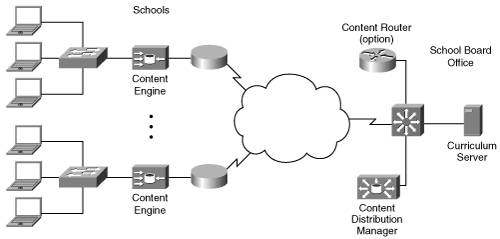 Schools
Content
Engine
Content
Engine
Content Router
(option)
School Board
Office
Curriculum
Server
Content
Distribution
Manager